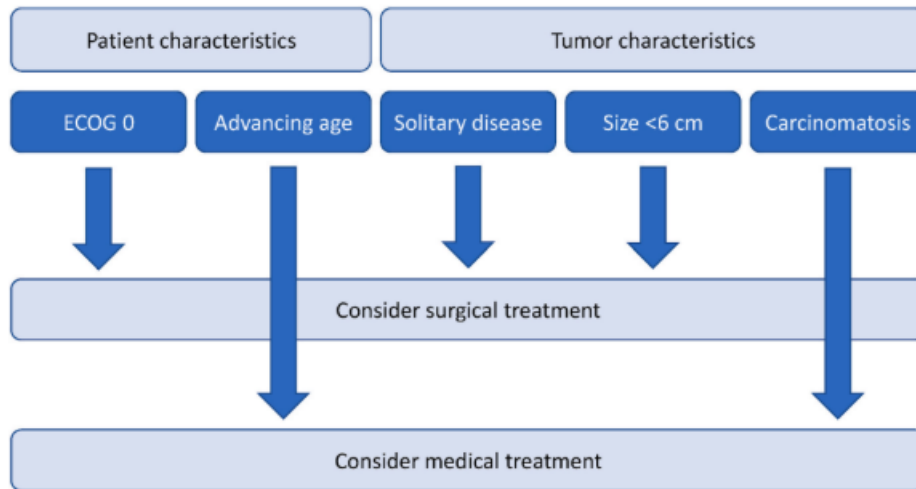 Patient characteristics
Tumor characteristics
ECOG 0
Advancing age
Solitary disease
Size <6 cm
Carcinomatosis
Consider surgical treatment
Consider medical treatment